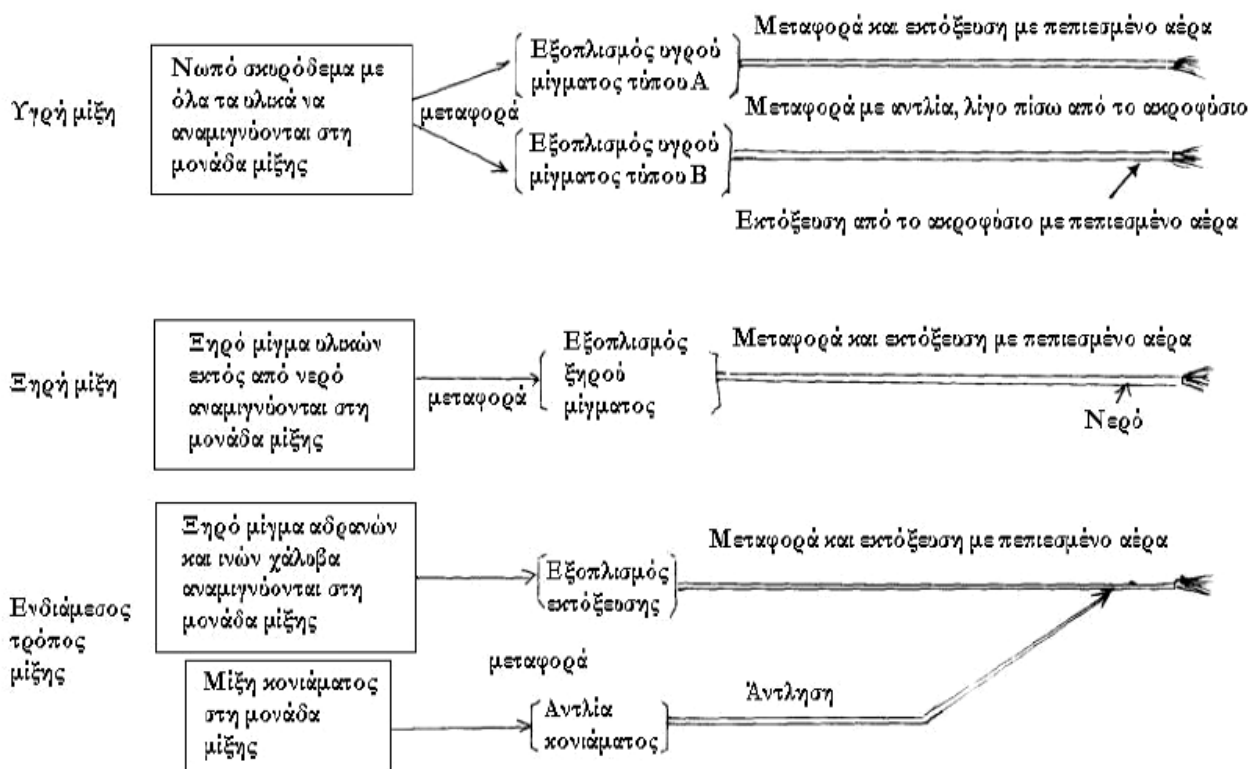 Υγρή μίξη
Νωπό σκυρόδεμα με
όλα τα υλικά να
αναμιγνύονται στη
μονάδα μίξης
μεταφορά
Εξοπλισμός υγρού
μίγματος τύπου Α
Εξοπλισμός υγρού
μίγματος τύπου Β
Μεταφορά και εκτόξευση με πεπιεσμένο αέρα
Μεταφορά με αντλία, λίγο πίσω από το ακροφύσιο
Εκτόξευση από το ακροφύσιο με πεπιεσμένο αέρα
Ξηρή μίξη
Ξηρό μίγμα υλικών
εκτός από νερό
αναμιγνύονται στη
μονάδα μίξης
μεταφορά
Εξοπλισμός
ξηρού
μίγματος
Μεταφορά και εκτόξευση με πεπιεσμένο αέρα
Νερό
Ενδιάμεσος
τρόπος
μίξης
Ξηρό μίγμα αδρανών
και ινών χάλυβα
αναμιγνύονται στη
μονάδα μίξης
Εξοπλισμός
εκτόξευσης
Μεταφορά και εκτόξευση με πεπιεσμένο αέρα
μεταφορά
Μίξη κονιάματος
στη μονάδα
μίξης
Αντλία
κονιάματος
Άντληση